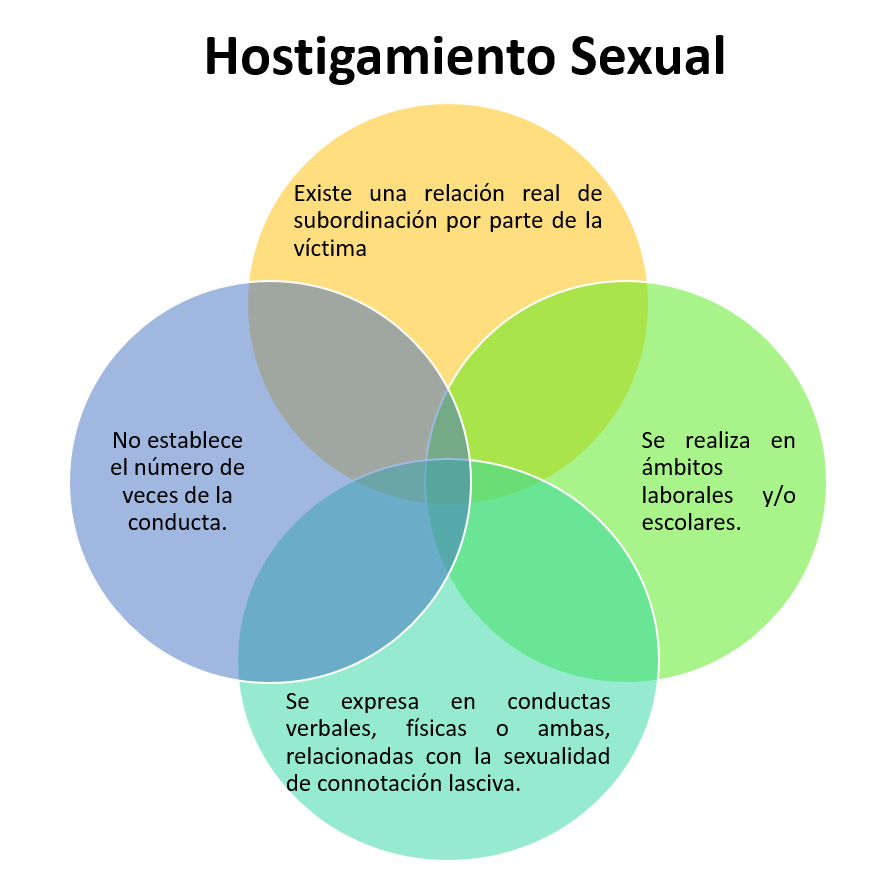 Hostigamiento Sexual
Existe una relación real de
subordinación por parte de la
víctima
No establece
el número de
veces de la
conducta.
Se realiza en
ámbitos
laborales y/o
escolares.
Se expresa en conductas
verbales, físicas o ambas,
relacionadas con la sexualidad
de connotación lasciva.